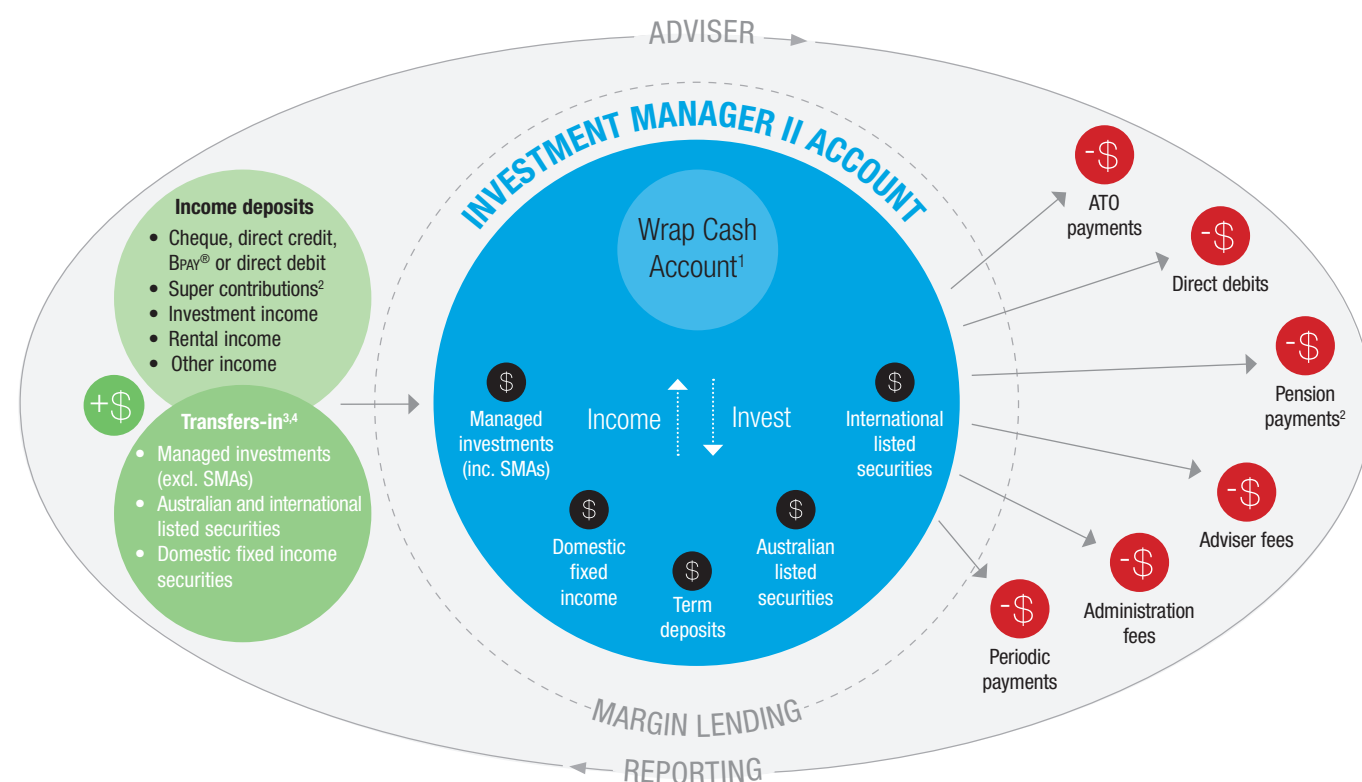 ADVISER
INVESTMENT MANAGER II ACCOUNT
Income deposits
• Cheque, direct credit,
BPAY® or direct debit
• Super contributions²
• Investment income
• Rental income
• Other income
+$
Transfers-in³,⁴
• Managed investments
(excl. SMAs)
• Australian and international
listed securities
• Domestic fixed income
securities
Wrap Cash
Account¹
Income
Invest
$
Managed
investments
(inc. SMAs)
$
Domestic
fixed
income
$
Term
deposits
$
Australian
listed
securities
$
International
listed
securities
-$
ATO
payments
-$
Direct debits
-$
Pension
payments²
-$
Adviser fees
-$
Administration
fees
-$
Periodic
payments
MARGIN LENDING
REPORTING